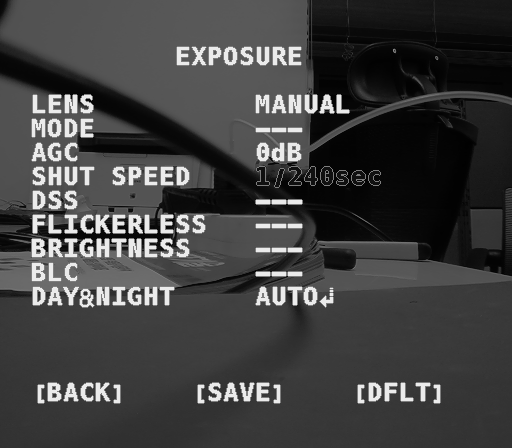 EXPOSURE
LENS MANUAL
MODE ---
AGC 0dB
SHUT SPEED 1/240sec
DSS ---
FLICKERLESS ---
BRIGHTNESS ---
BLC ---
DAY&NIGHT AUTO↲
[BACK] [SAVE] [DFLT]